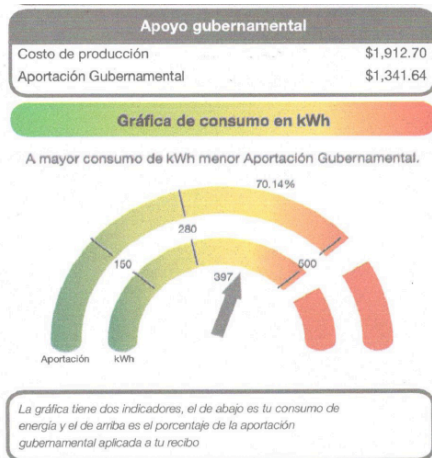 Apoyo gubernamental
Costo de producción $1,912.70
Aportación Gubernamental $1,341.64
Gráfica de consumo en kWh
A mayor consumo de kWh menor Aportación Gubernamental.
70.14%
280
150
500
397
Aportación kWh
La gráfica tiene dos indicadores, el de abajo es tu consumo de
energía y el de arriba es el porcentaje de la aportación
gubernamental aplicada a tu recibo